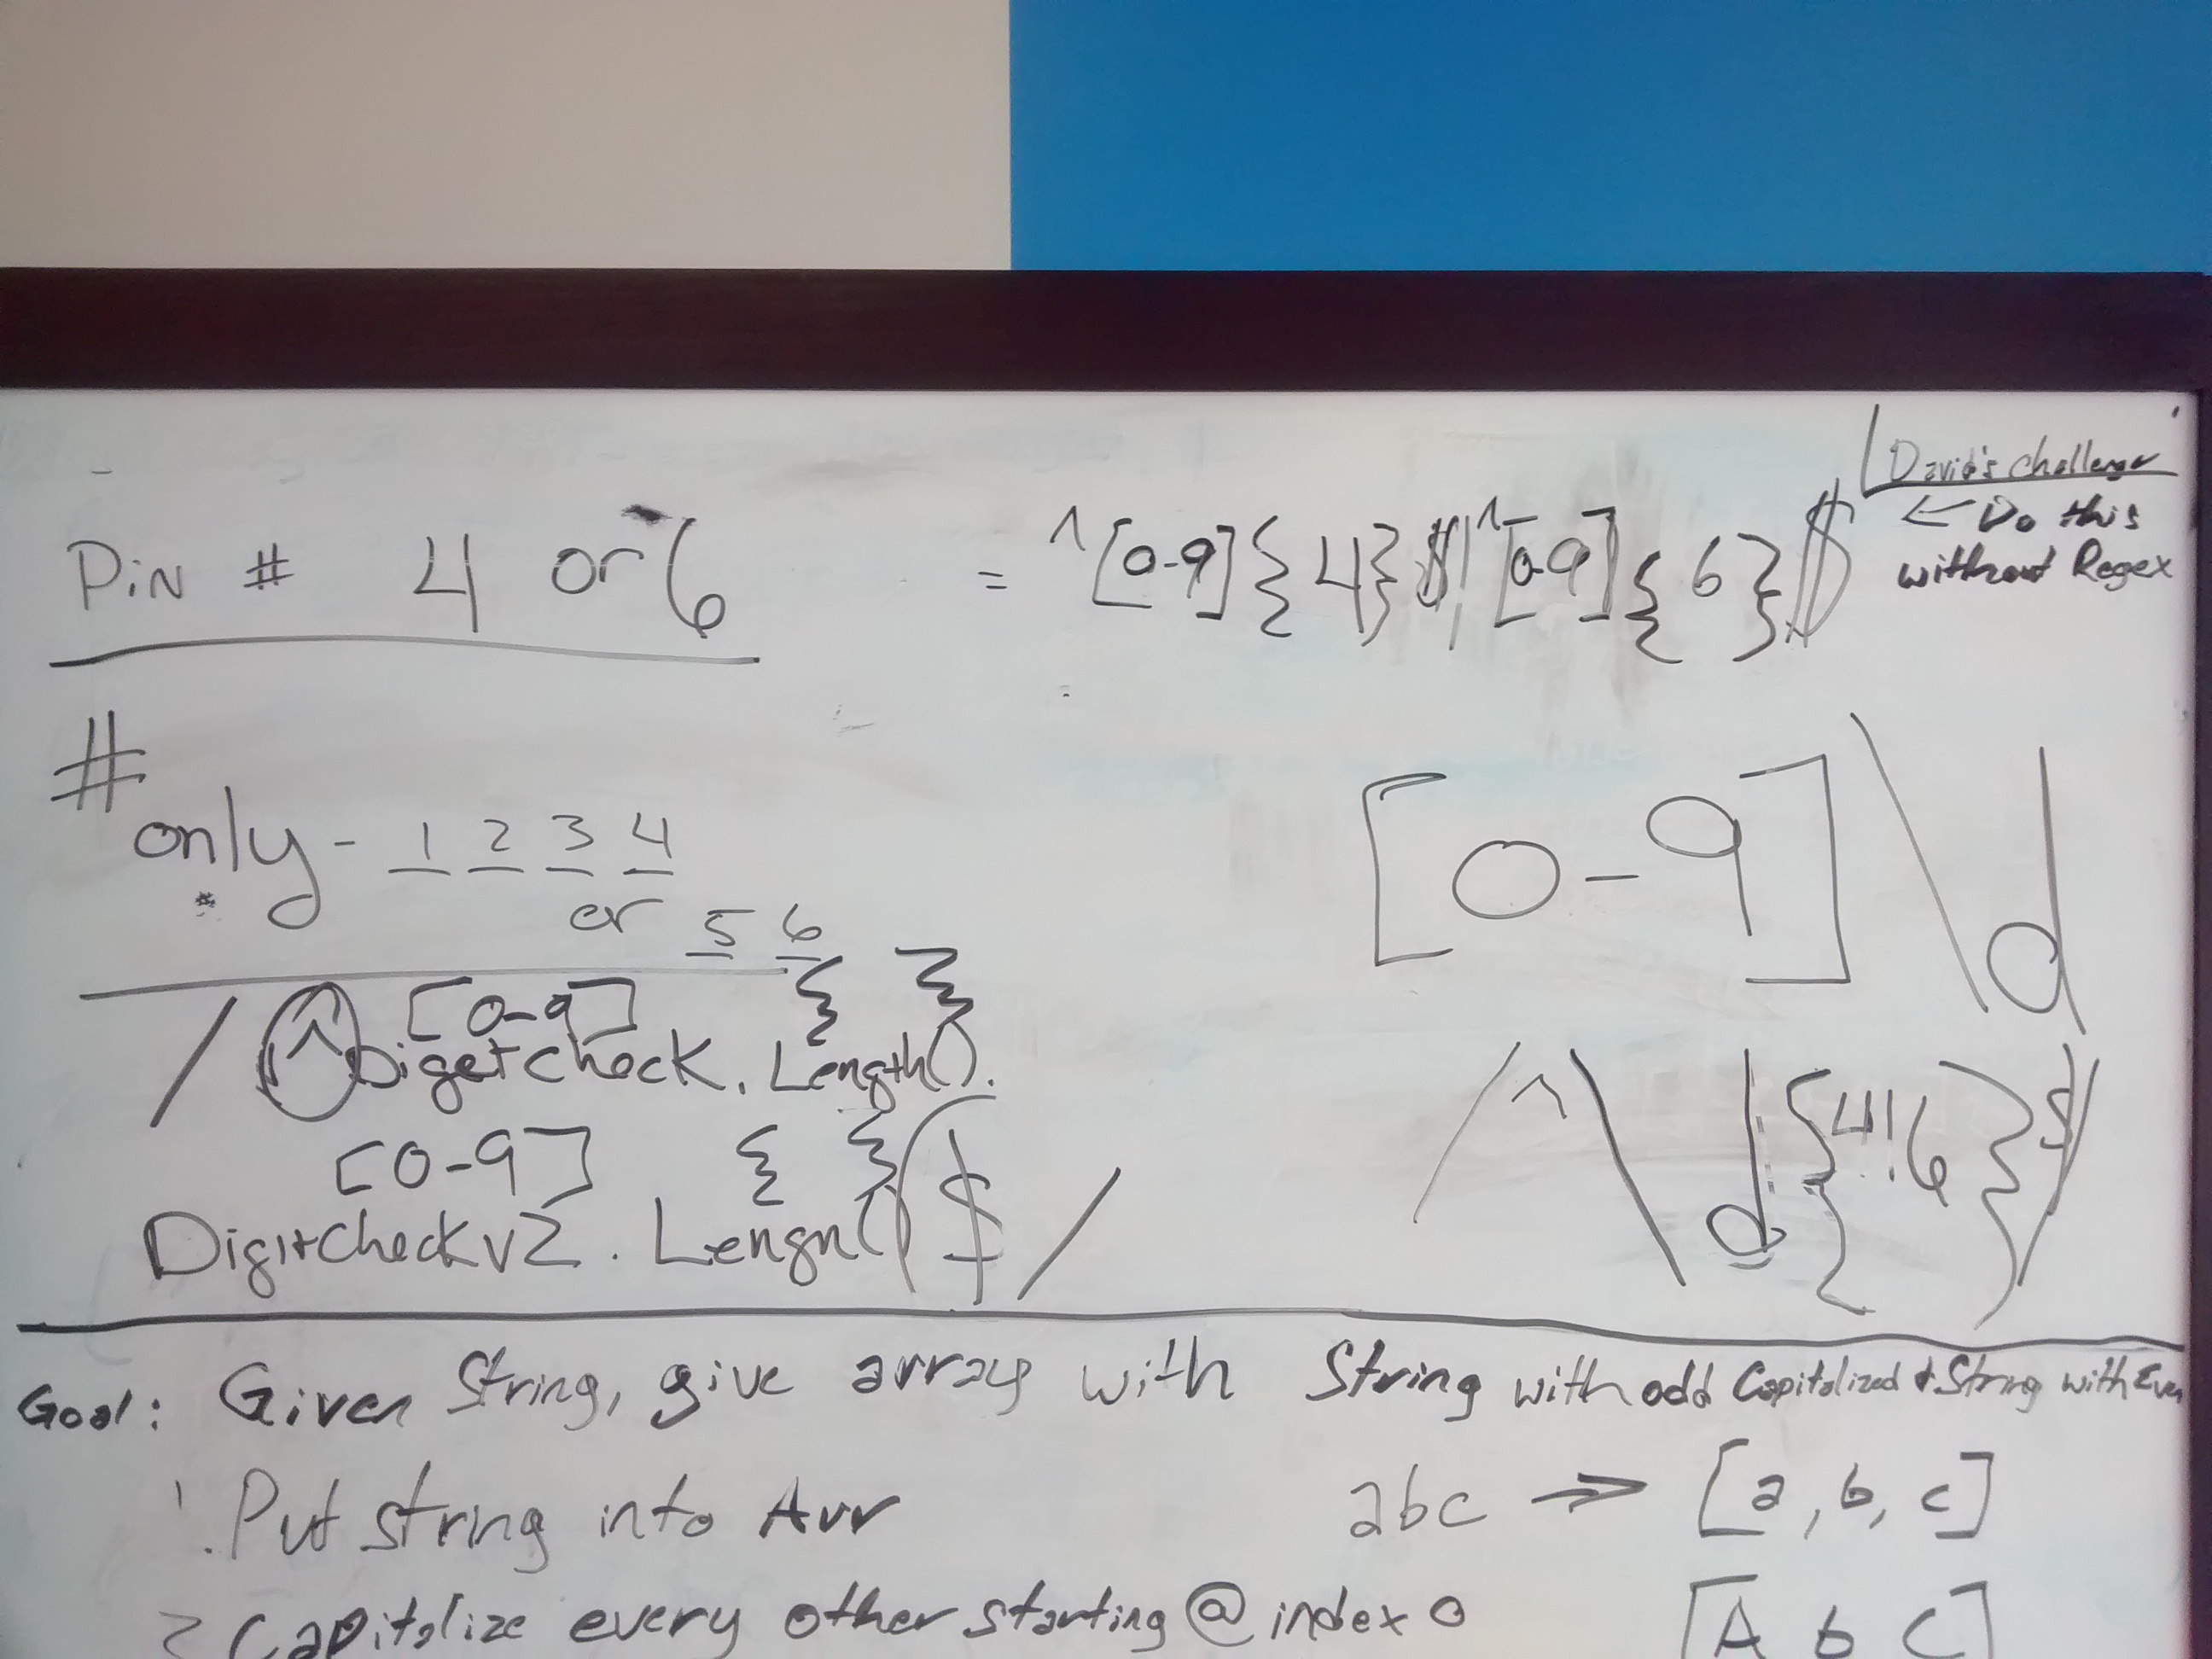 David's challenge
Pin # 4 or 6 = ^[0-9]{4}$|^[0-9]{6}$ ← Do this
without Regex
#
only - 1 2 3 4
or 5 6
[0-9] \d
[0-9] { }
/ ^ Digetcheck. Length().
/^\d{4|6}$/
[0-9] { }
Digitcheckv2. Lengn() $ /
Goal: Given String, give array with String with odd Capitalized & String with Even
1. Put string into Arr abc → [a, b, c]
2 Capitalize every other starting @ index 0 [A b C]